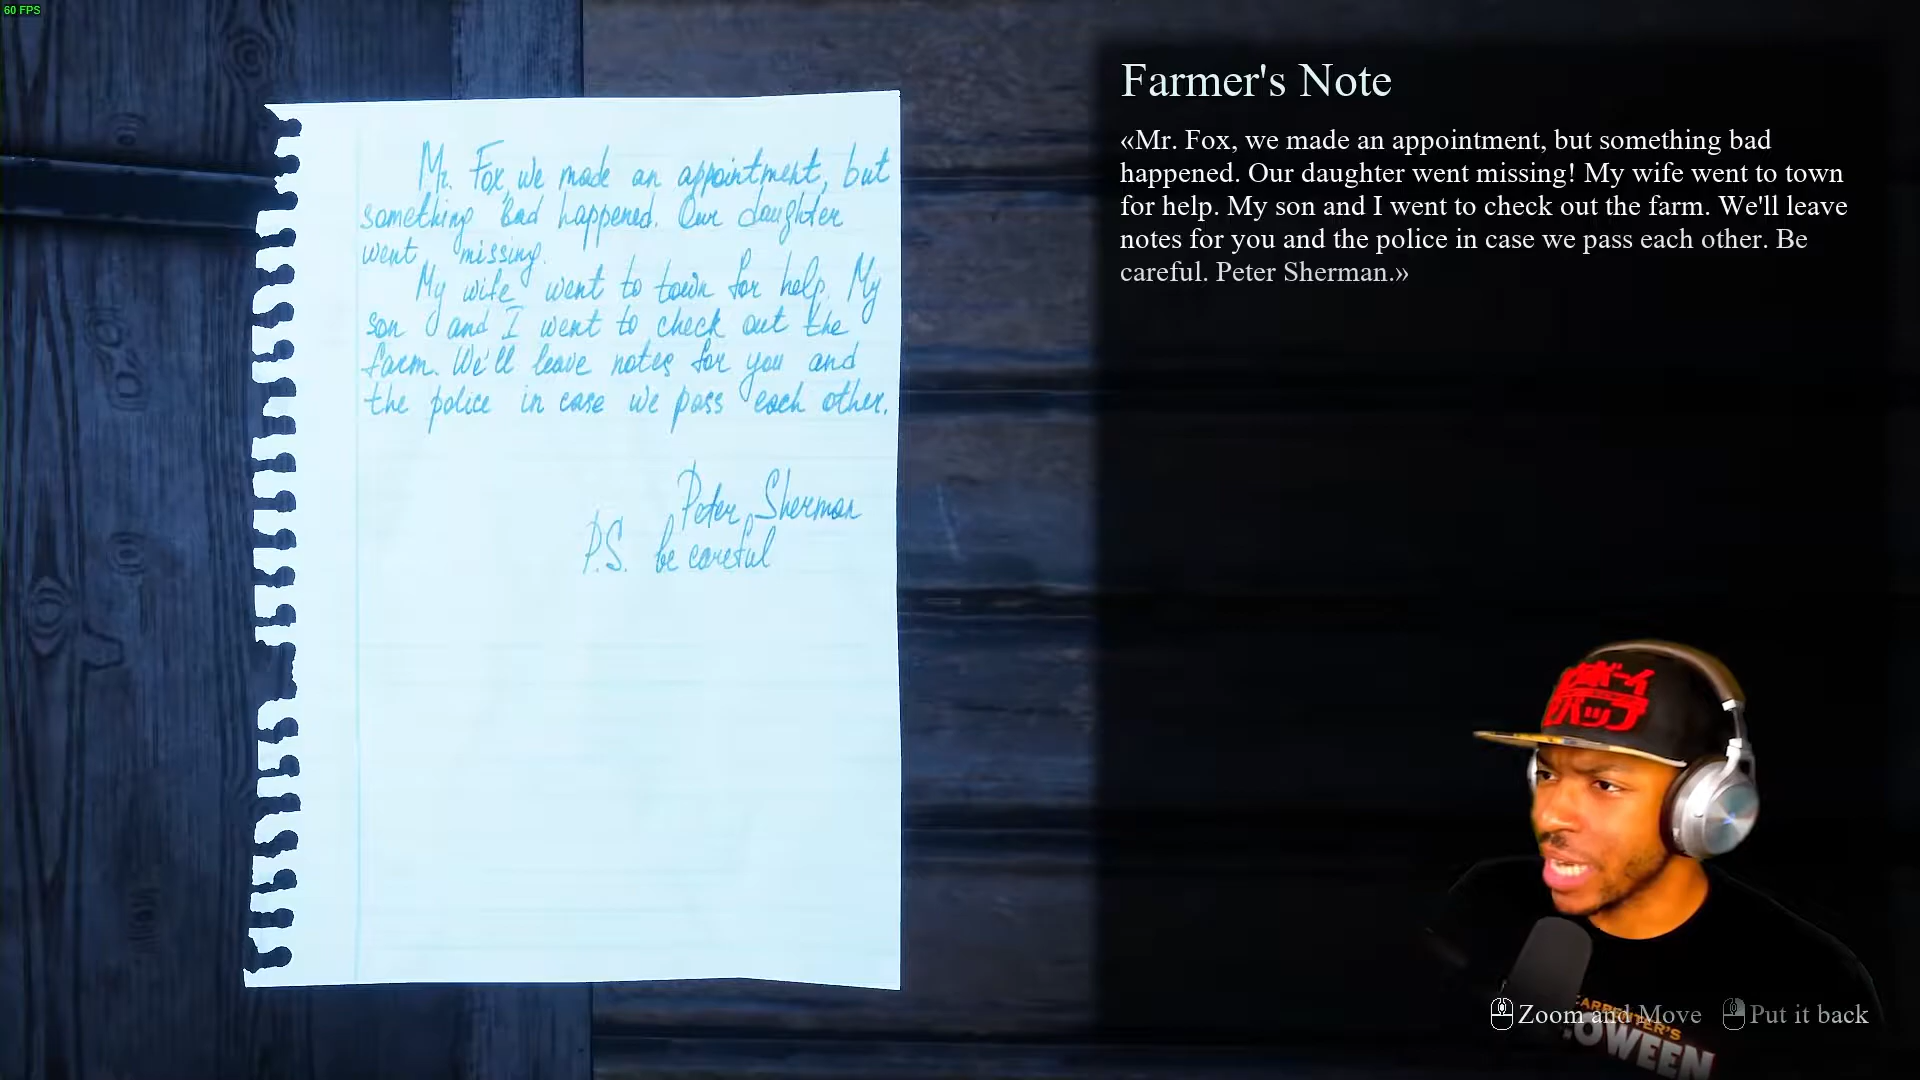 60 FPS
Mr. Fox, we made an appointment, but
something bad happened. Our daughter
went missing.
My wife went to town for help. My
son and I went to check out the
farm. We'll leave notes for you and
the police in case we pass each other.
Peter Sherman
P.S. be careful
Farmer's Note
«Mr. Fox, we made an appointment, but something bad
happened. Our daughter went missing! My wife went to town
for help. My son and I went to check out the farm. We'll leave
notes for you and the police in case we pass each other. Be
careful. Peter Sherman.»
Zoom and Move
Put it back